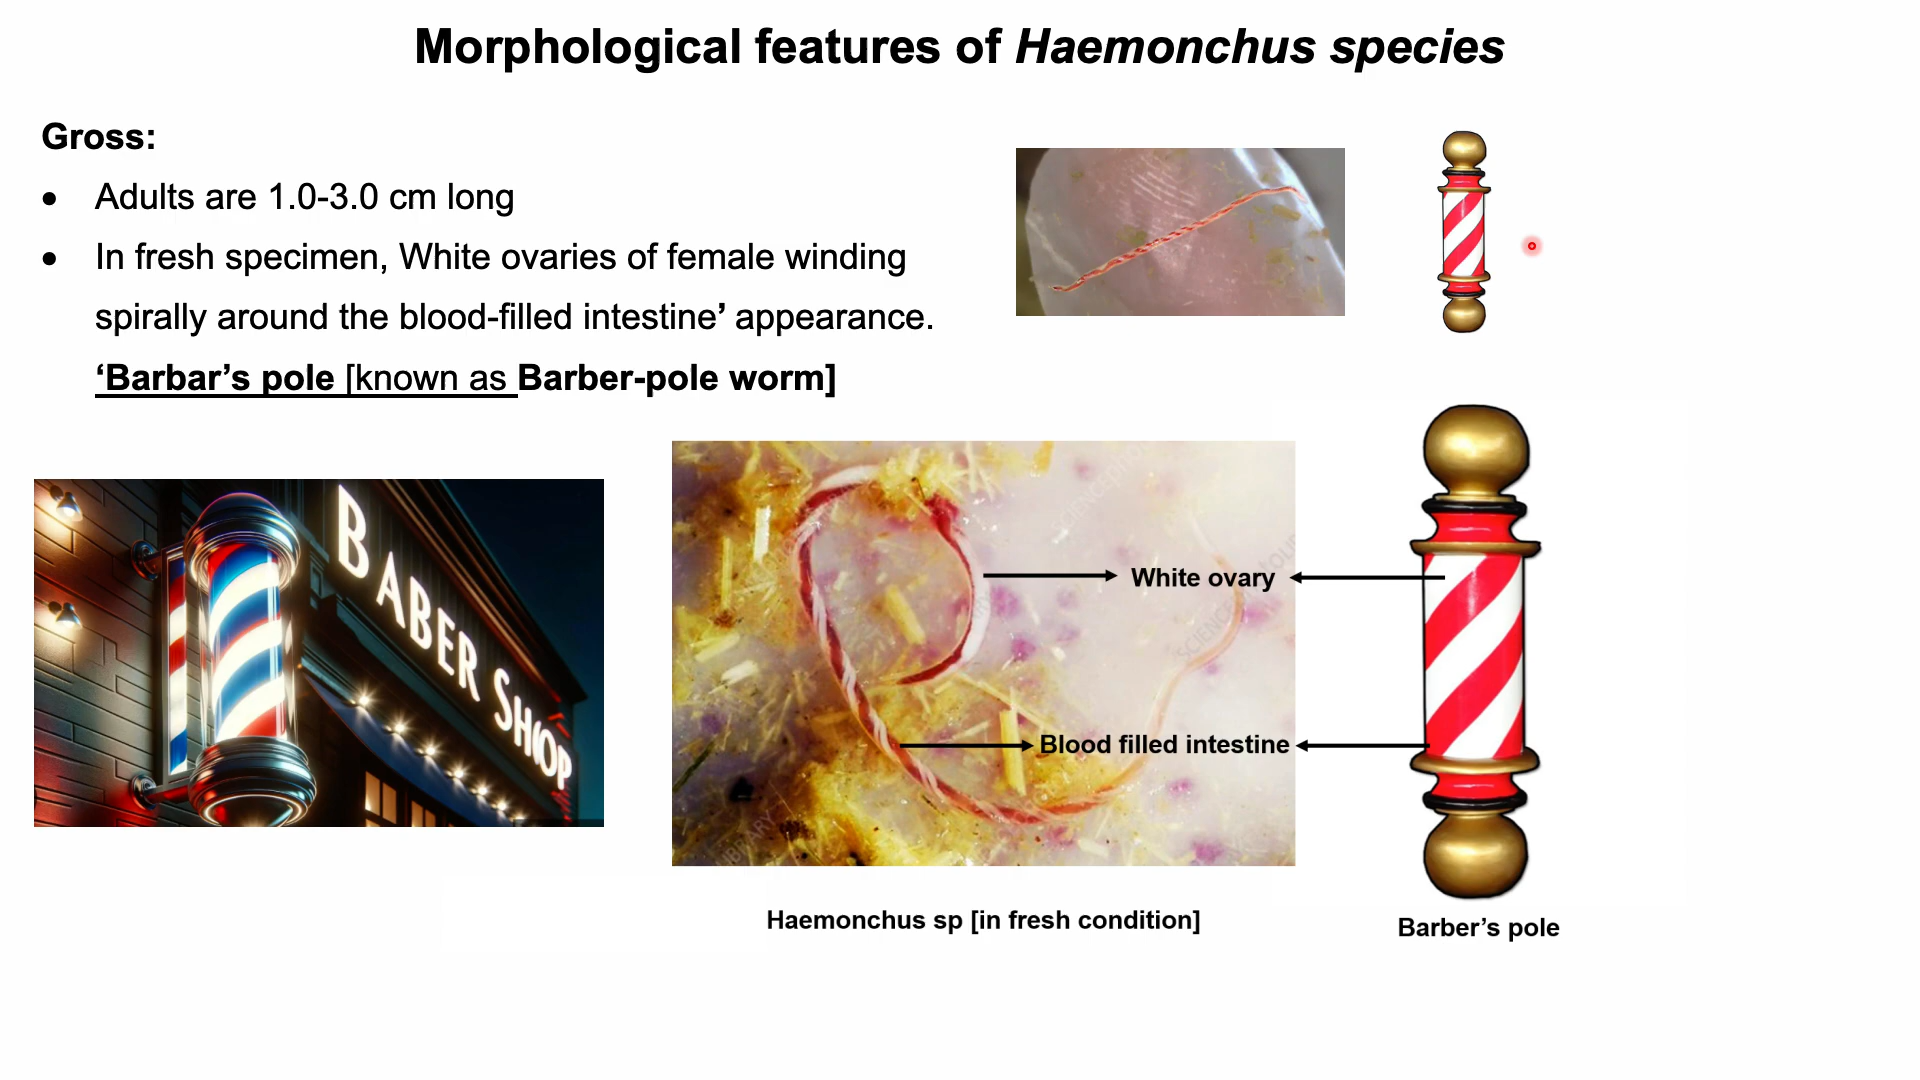 Morphological features of Haemonchus species
Gross:
● Adults are 1.0-3.0 cm long
● In fresh specimen, White ovaries of female winding
spirally around the blood-filled intestine’ appearance.
‘Barbar’s pole [known as Barber-pole worm]
BABER SHOP
White ovary
Blood filled intestine
Haemonchus sp [in fresh condition]
Barber’s pole